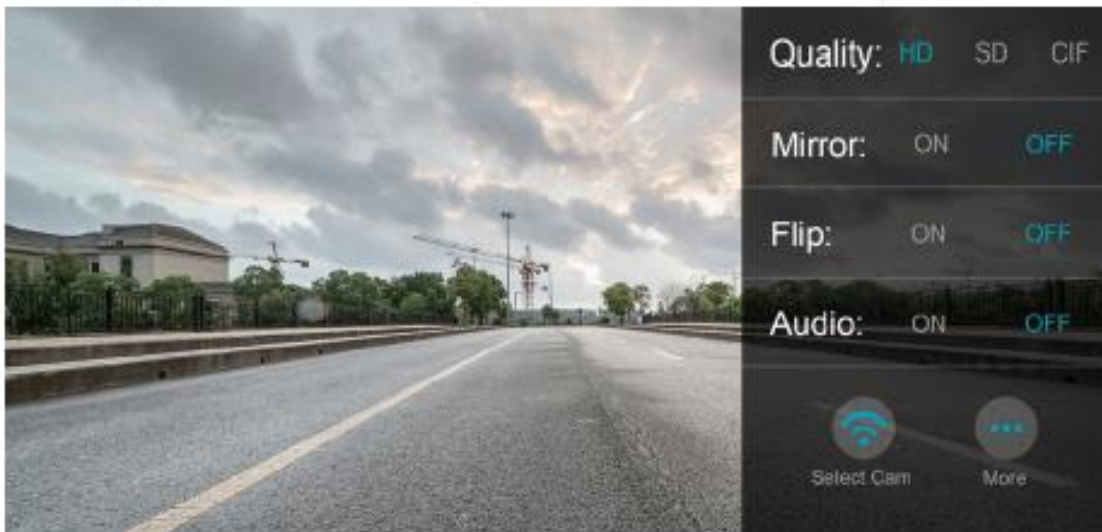 Quality: HD SD CIF
Mirror: ON OFF
Flip: ON OFF
Audio: ON OFF
Select Cam More